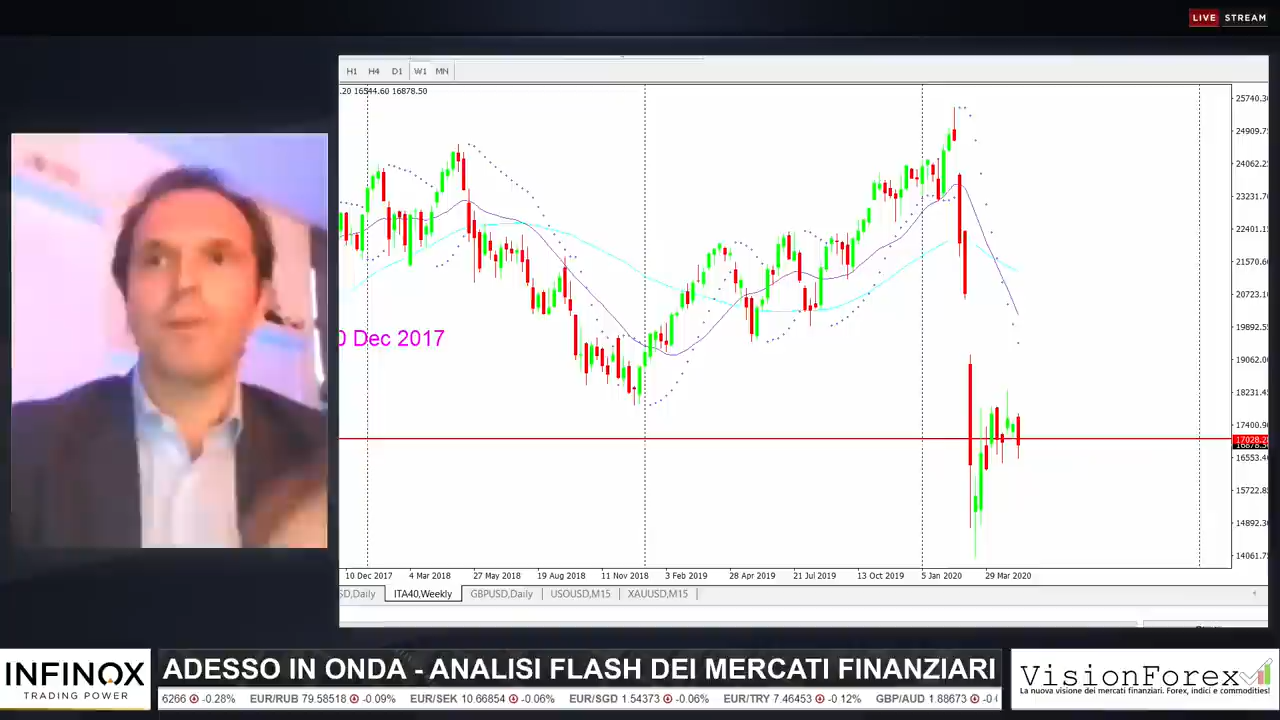 LIVE STREAM
H1 H4 D1 W1 MN
.20 16544.60 16878.50
25740.30
24909.75
24062.25
23231.70
22401.15
21570.60
20723.10
19892.55
19062.00
18231.45
17400.90
17028.20
16553.40
15722.85
14892.30
14061.75
0 Dec 2017
10 Dec 2017 4 Mar 2018 27 May 2018 19 Aug 2018 11 Nov 2018 3 Feb 2019 28 Apr 2019 21 Jul 2019 13 Oct 2019 5 Jan 2020 29 Mar 2020
SD,Daily ITA40,Weekly GBPUSD,Daily USOUSD,M15 XAUUSD,M15
INFINOX
TRADING POWER
ADESSO IN ONDA - ANALISI FLASH DEI MERCATI FINANZIARI
6266 -0.28% EUR/RUB 79.58518 -0.09% EUR/SEK 10.66854 -0.06% EUR/SGD 1.54373 -0.06% EUR/TRY 7.46453 -0.12% GBP/AUD 1.88673
VisionForex
La nuova visione dei mercati finanziari. Forex, indici e commodities!